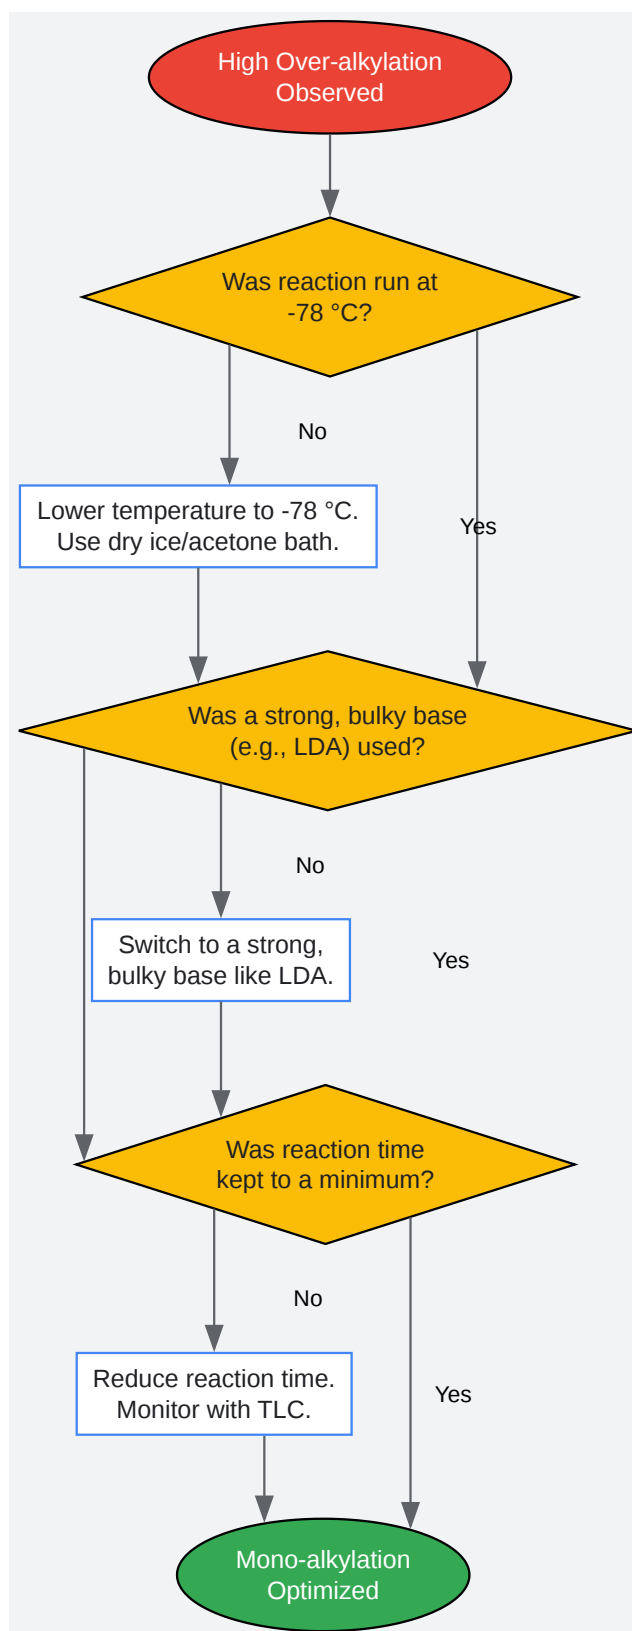 High Over-alkylation
Observed
Was reaction run at
-78 °C?
No
Lower temperature to -78 °C.
Use dry ice/acetone bath.
Yes
Was a strong, bulky base
(e.g., LDA) used?
No
Switch to a strong,
bulky base like LDA.
Yes
Was reaction time
kept to a minimum?
No
Reduce reaction time.
Monitor with TLC.
Yes
Mono-alkylation
Optimized